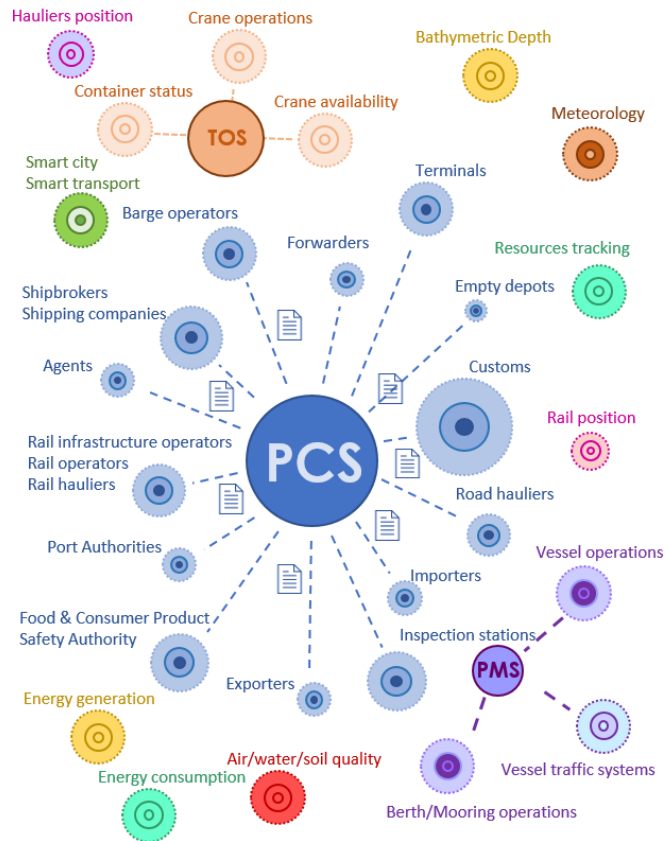 Hauliers position
Crane operations
Bathymetric Depth
Container status
Crane availability
TOS
Meteorology
Smart city
Smart transport
Terminals
Barge operators
Forwarders
Resources tracking
Empty depots
Shipbrokers
Shipping companies
Agents
Customs
Rail position
PCS
Rail infrastructure operators
Rail operators
Rail hauliers
Road hauliers
Port Authorities
Vessel operations
Importers
Food & Consumer Product
Safety Authority
Inspection stations
PMS
Exporters
Energy generation
Air/water/soil quality
Vessel traffic systems
Energy consumption
Berth/Mooring operations